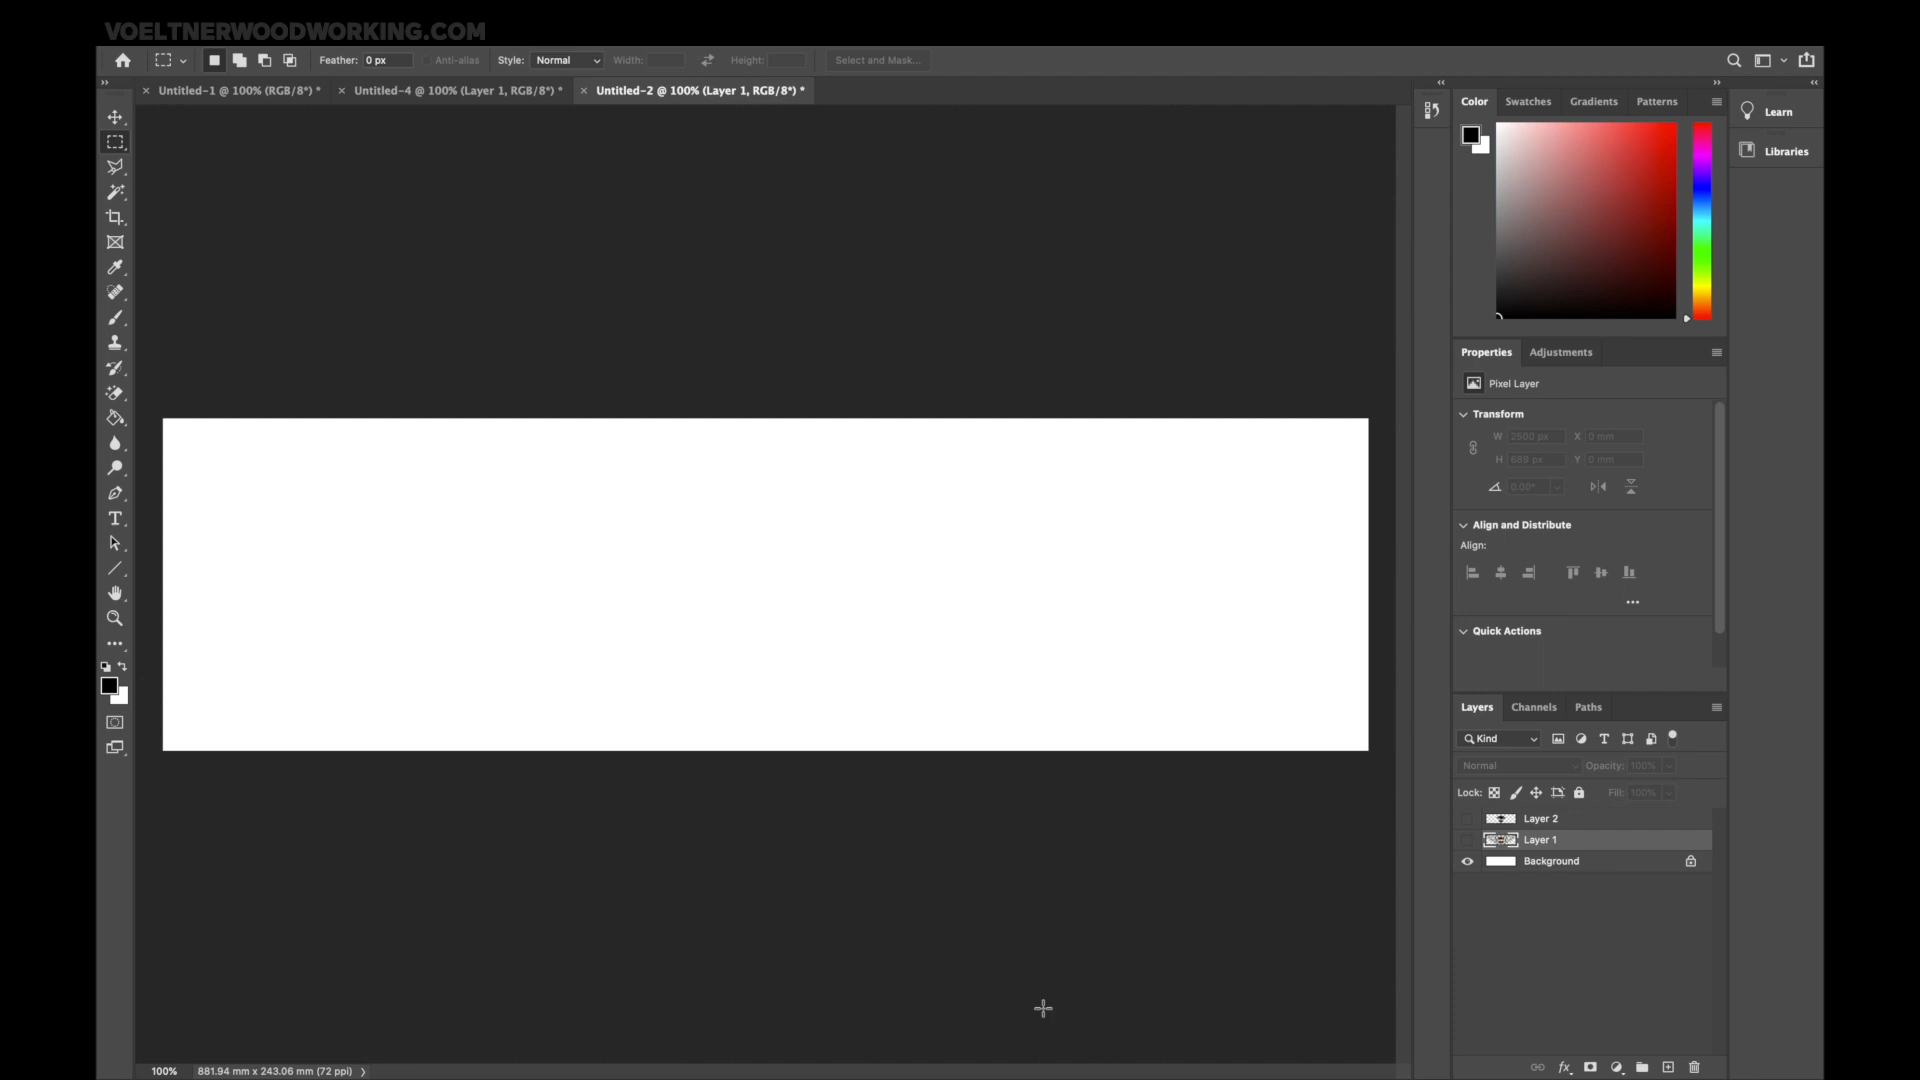 VOELTNERWOODWORKING.COM
Feather: 0 px Anti-alias Style: Normal Width: Height: Select and Mask...
Untitled-1 @ 100% (RGB/8*) * Untitled-4 @ 100% (Layer 1, RGB/8*) * Untitled-2 @ 100% (Layer 1, RGB/8*) *
Color Swatches Gradients Patterns
Learn
Libraries
Properties Adjustments
Pixel Layer
Transform
W 2500 px X 0 mm
H 689 px Y 0 mm
0.00°
Align and Distribute
Align:
Quick Actions
Layers Channels Paths
Kind
Normal Opacity: 100%
Lock: Fill: 100%
Layer 2
Layer 1
Background
100% 881.94 mm x 243.06 mm (72 ppi)